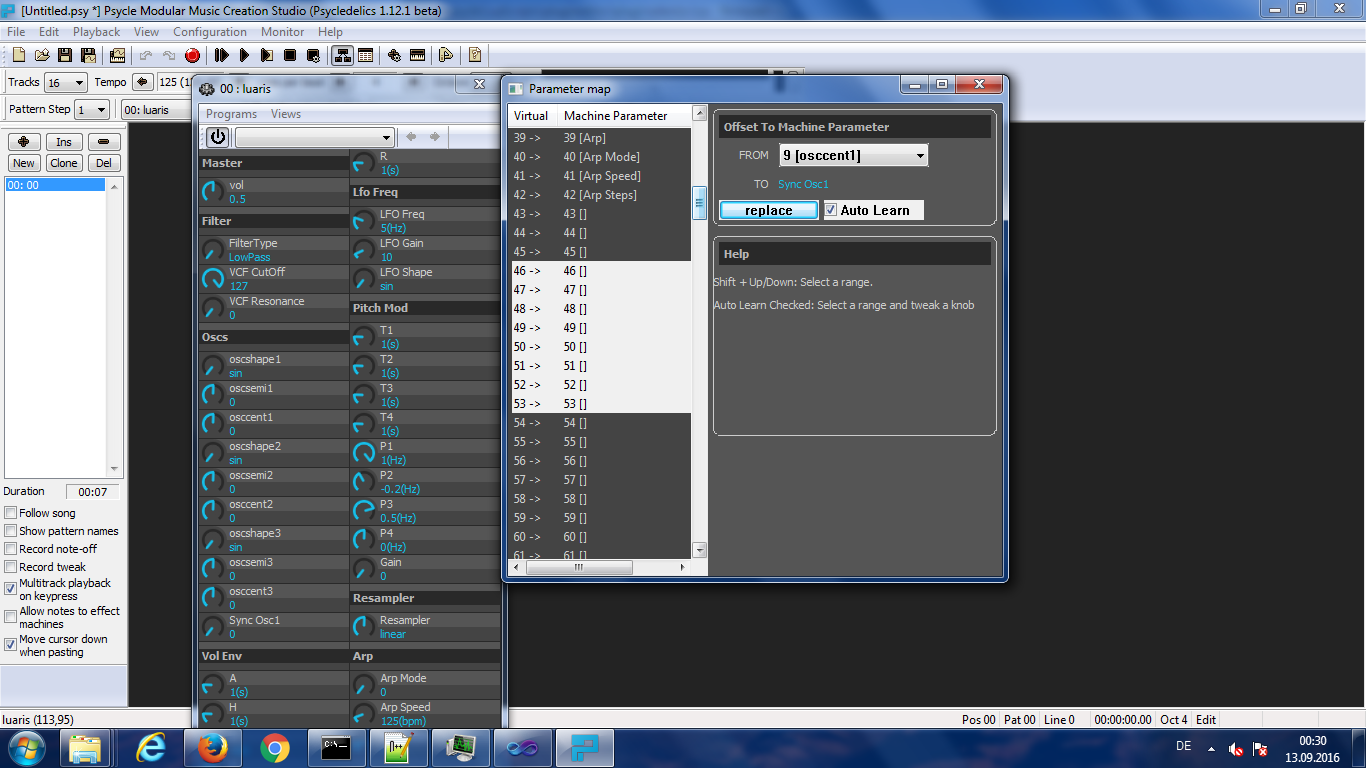 [Untitled.psy *] Psycle Modular Music Creation Studio (Psycledelics 1.12.1 beta)
File Edit Playback View Configuration Monitor Help
Tracks 16 Tempo 125
Pattern Step 1 00: luaris
Ins
New Clone Del
00: 00
Duration 00:07
Follow song
Show pattern names
Record note-off
Record tweak
Multitrack playback
on keypress
Allow notes to effect
machines
Move cursor down
when pasting
00 : luaris
Programs Views
Master
vol
0.5
Filter
FilterType
LowPass
VCF CutOff
127
VCF Resonance
0
Oscs
oscshape1
sin
oscsemi1
0
osccent1
0
oscshape2
sin
oscsemi2
0
osccent2
0
oscshape3
sin
oscsemi3
0
osccent3
0
Sync Osc1
0
Vol Env
A
1(s)
H
1(s)
R
1(s)
Lfo Freq
LFO Freq
5(Hz)
LFO Gain
10
LFO Shape
sin
Pitch Mod
T1
1(s)
T2
1(s)
T3
1(s)
T4
1(s)
P1
1(Hz)
P2
-0.2(Hz)
P3
0.5(Hz)
P4
0(Hz)
Gain
0
Resampler
Resampler
linear
Arp
Arp Mode
0
Arp Speed
125(bpm)
Parameter map
Virtual Machine Parameter
39 -> 39 [Arp]
40 -> 40 [Arp Mode]
41 -> 41 [Arp Speed]
42 -> 42 [Arp Steps]
43 -> 43 []
44 -> 44 []
45 -> 45 []
46 -> 46 []
47 -> 47 []
48 -> 48 []
49 -> 49 []
50 -> 50 []
51 -> 51 []
52 -> 52 []
53 -> 53 []
54 -> 54 []
55 -> 55 []
56 -> 56 []
57 -> 57 []
58 -> 58 []
59 -> 59 []
60 -> 60 []
61 -> 61 []
Offset To Machine Parameter
FROM 9 [osccent1]
TO Sync Osc1
replace Auto Learn
Help
Shift + Up/Down: Select a range.
Auto Learn Checked: Select a range and tweak a knob
luaris (113,95) Pos 00 Pat 00 Line 0 00:00:00.00 Oct 4 Edit
C:\_
DE 00:30
13.09.2016